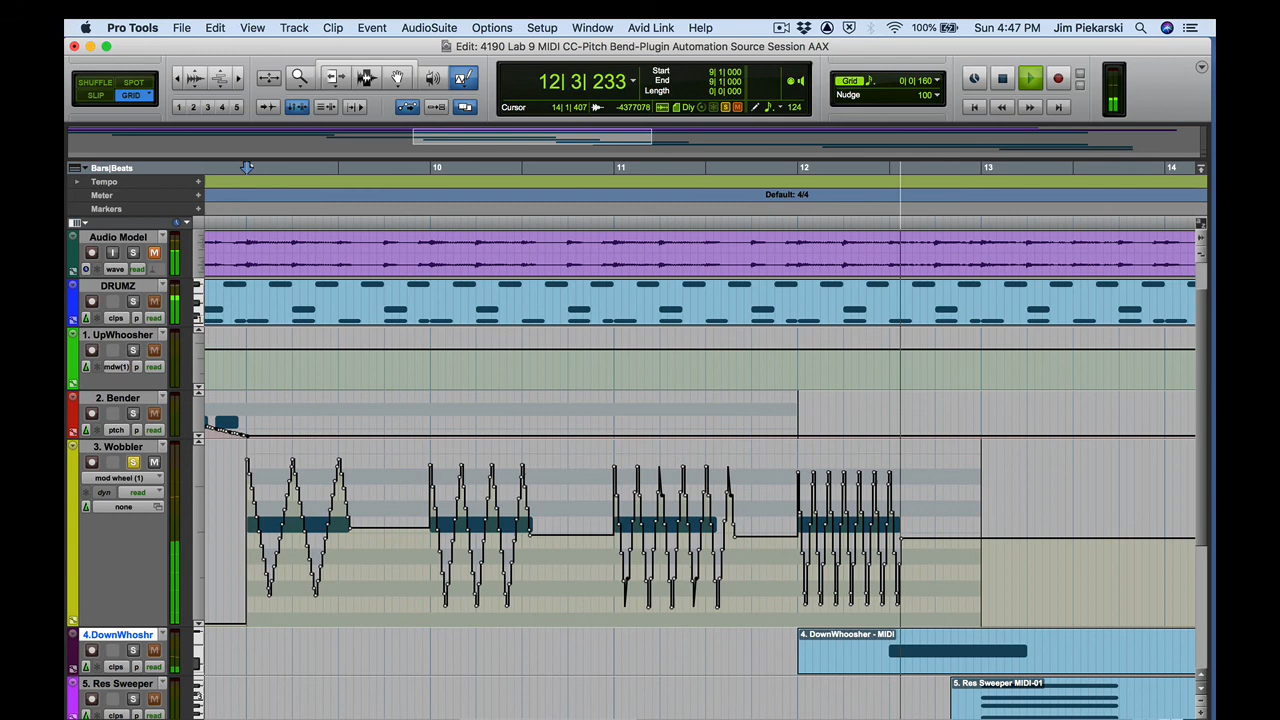 Pro Tools File Edit View Track Clip Event AudioSuite Options Setup Window Avid Link Help 100% Sun 4:47 PM Jim Piekarski
Edit: 4190 Lab 9 MIDI CC-Pitch Bend-Plugin Automation Source Session AAX
SHUFFLE SPOT
SLIP GRID
1 2 3 4 5
12| 3| 233
Start 9| 1| 000
End 9| 1| 000
Length 0| 0| 000
Cursor 14| 1| 407 -4377078 Dly S M 124
Grid 0| 0| 160
Nudge 100
Bars|Beats 10 11 12 13 14
Tempo
Meter Default: 4/4
Markers
Audio Model
I S M
wave read
DRUMZ
S M
clps p read
1. UpWhoosher
S M
mdw(1) p read
2. Bender
S M
ptch p read
3. Wobbler
S M
mod wheel (1)
dyn read
none
4.DownWhoshr 4. DownWhoosher - MIDI
S M
clps p read
5. Res Sweeper 5. Res Sweeper MIDI-01
S M
clps p read